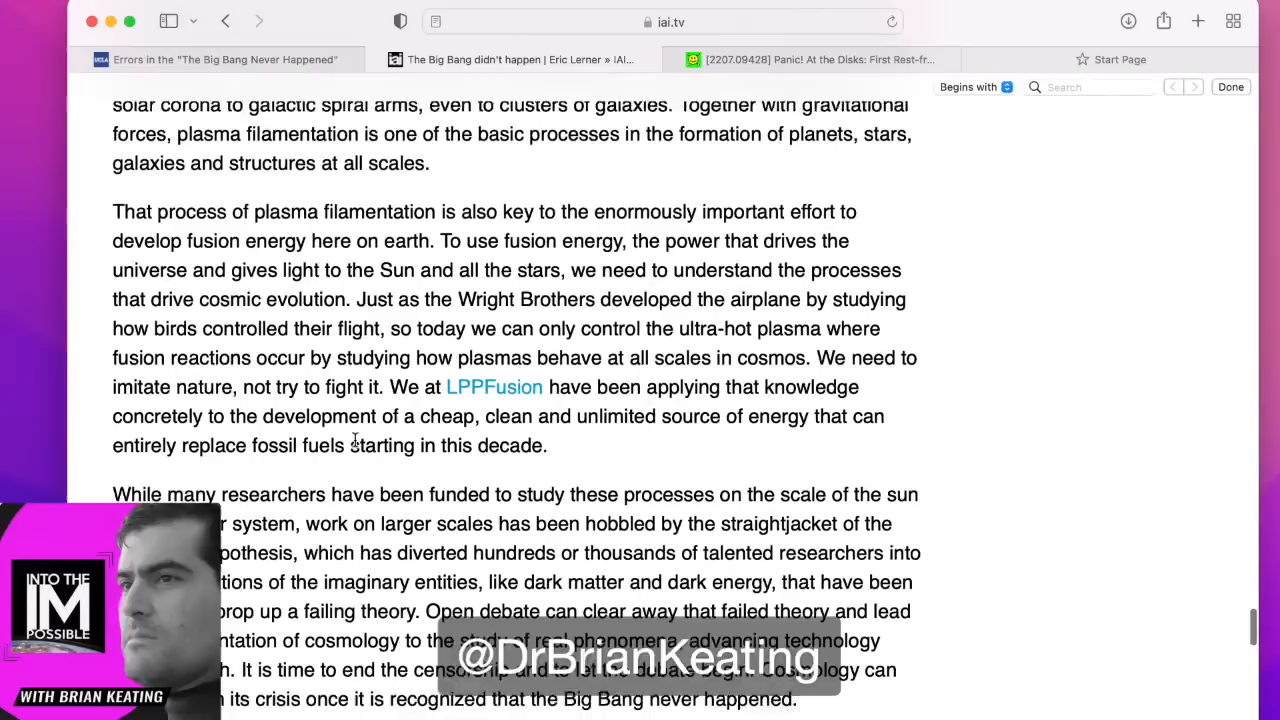 iai.tv
Errors in the "The Big Bang Never Happened"
The Big Bang didn't happen | Eric Lerner » IAI...
[2207.09428] Panic! At the Disks: First Rest-fr...
Start Page
Begins with
Search
Done
solar corona to galactic spiral arms, even to clusters of galaxies. Together with gravitational
forces, plasma filamentation is one of the basic processes in the formation of planets, stars,
galaxies and structures at all scales.
That process of plasma filamentation is also key to the enormously important effort to
develop fusion energy here on earth. To use fusion energy, the power that drives the
universe and gives light to the Sun and all the stars, we need to understand the processes
that drive cosmic evolution. Just as the Wright Brothers developed the airplane by studying
how birds controlled their flight, so today we can only control the ultra-hot plasma where
fusion reactions occur by studying how plasmas behave at all scales in cosmos. We need to
imitate nature, not try to fight it. We at LPPFusion have been applying that knowledge
concretely to the development of a cheap, clean and unlimited source of energy that can
entirely replace fossil fuels starting in this decade.
While many researchers have been funded to study these processes on the scale of the sun
system, work on larger scales has been hobbled by the straightjacket of the
which has diverted hundreds or thousands of talented researchers into
of the imaginary entities, like dark matter and dark energy, that have been
up a failing theory. Open debate can clear away that failed theory and lead
of cosmology to the study of real phenomena, advancing technology
It is time to end the censorship and to let the debate begin. Cosmology can
its crisis once it is recognized that the Big Bang never happened.
INTO THE
IM
POSSIBLE
WITH BRIAN KEATING
@DrBrianKeating